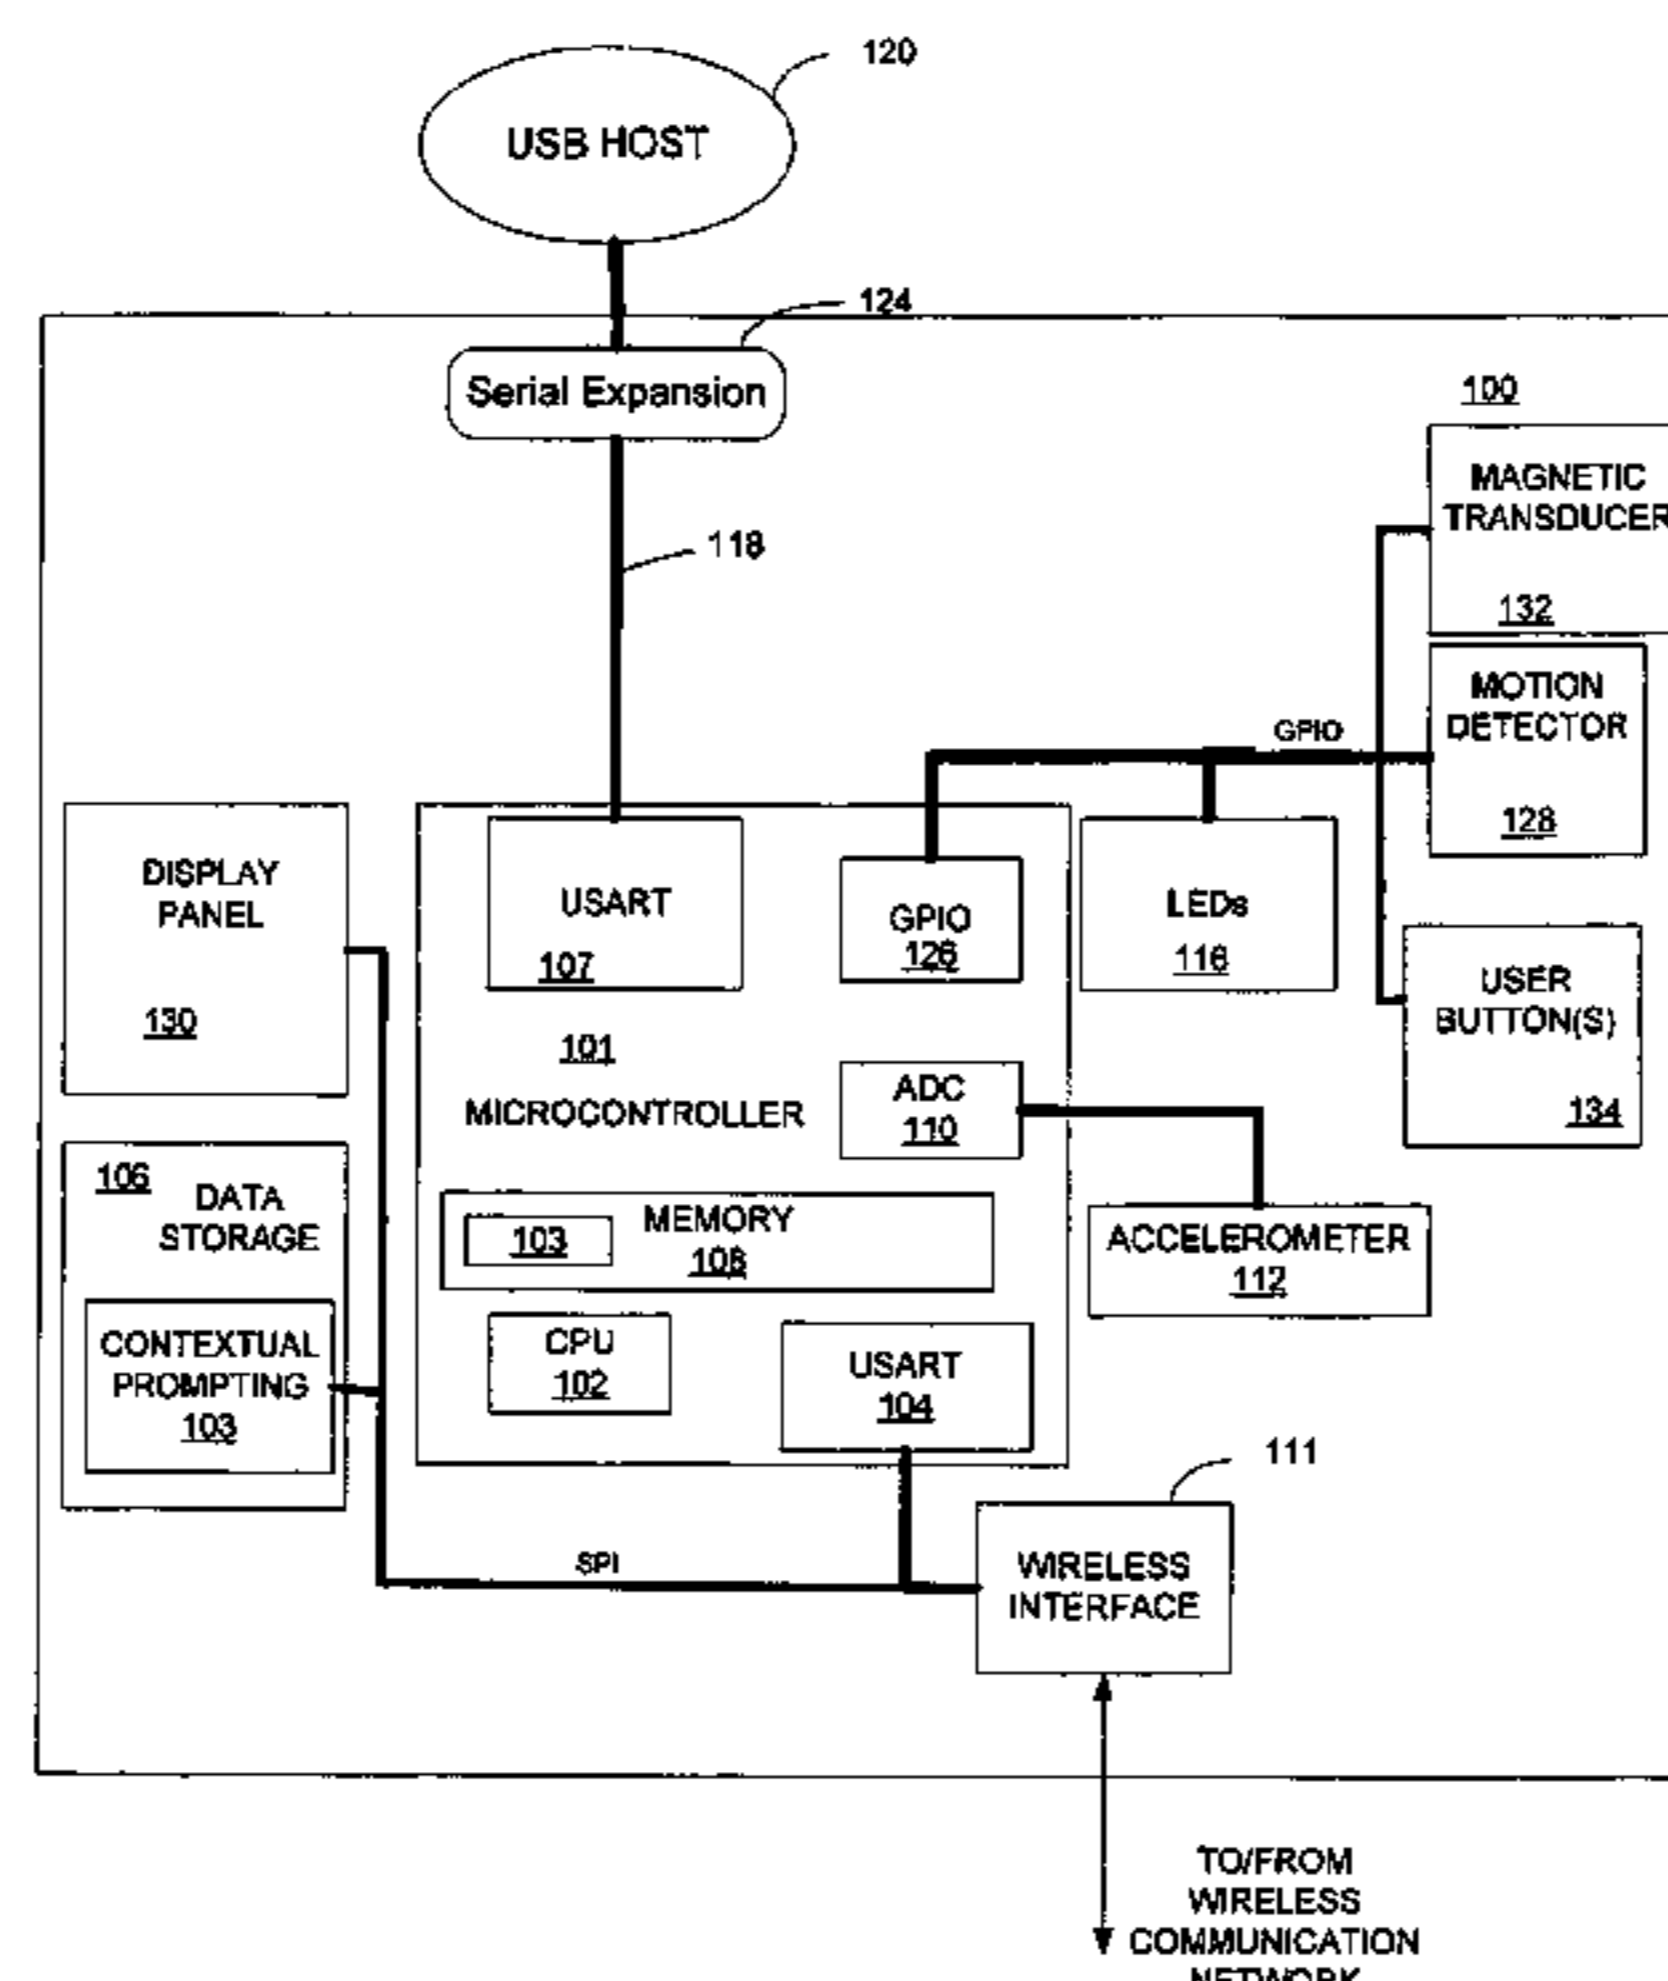 120
USB HOST
124
Serial Expansion
100
MAGNETIC
TRANSDUCER
132
118
MOTION
DETECTOR
128
GPIO
DISPLAY
PANEL
130
USART
107
GPIO
126
LEDs
116
USER
BUTTON(S)
134
101
MICROCONTROLLER
ADC
110
106
DATA
STORAGE
MEMORY
103
108
ACCELEROMETER
112
CONTEXTUAL
PROMPTING
103
CPU
102
USART
104
111
SPI
WIRELESS
INTERFACE
TO/FROM
WIRELESS
COMMUNICATION
NETWORK